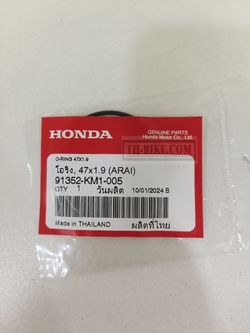 TH-BIKE.COM
HONDA
GENUINE PARTS
Honda Motor Co., Ltd.
O-RING 47X1.9
โอริง, 47x1.9 (ARAI)
91352-KM1-005
QTY 1 วันผลิต 10/01/2024 B
Made in THAILAND ผลิตที่ไทย